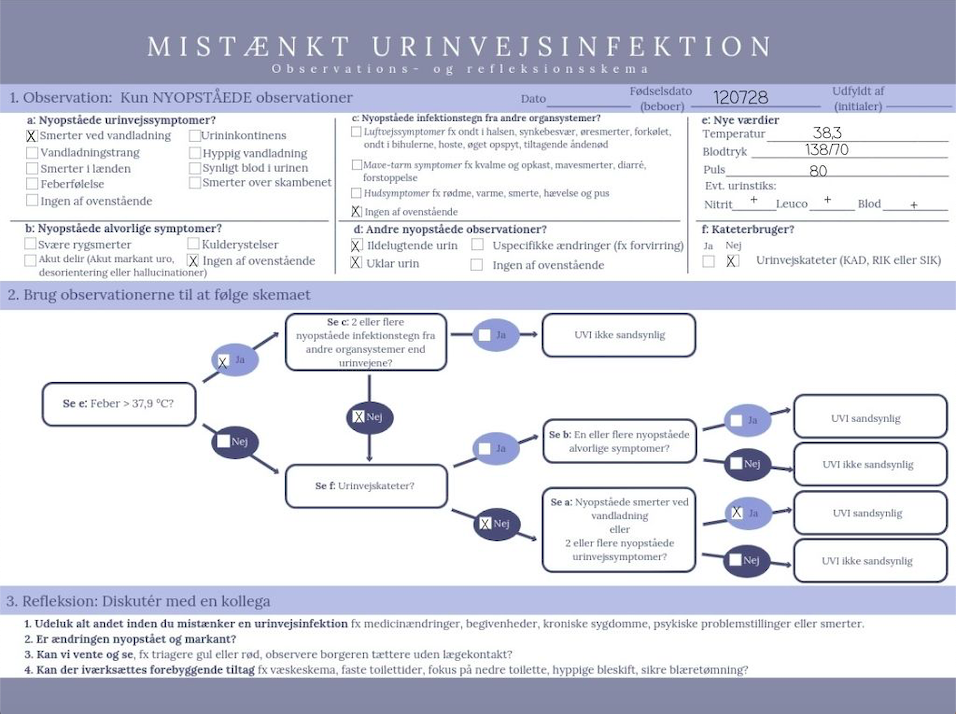 MISTÆNKT URINVEJSINFEKTION
Observations- og refleksionsskema
1. Observation: Kun NYOPSTÅEDE observationer
Dato
Fødselsdato (beboer) 120728
Udfyldt af (initialer)
a: Nyopståede urinvejssymptomer?
X Smerter ved vandladning
Urininkontinens
Vandladningstrang
Hyppig vandladning
Smerter i lænden
Synligt blod i urinen
Feberfølelse
Smerter over skambenet
Ingen af ovenstående
b: Nyopståede alvorlige symptomer?
Svære rygsmerter
Kulderystelser
Akut delir (Akut markant uro,
desorientering eller hallucinationer)
X Ingen af ovenstående
c: Nyopståede infektionstegn fra andre organsystemer?
Luftvejssymptomer fx ondt i halsen, synkebesvær, øresmerter, forkølet,
ondt i bihulerne, hoste, øget opspyt, tiltagende åndenød
Mave-tarm symptomer fx kvalme og opkast, mavesmerter, diarré,
forstoppelse
Hudsymptomer fx rødme, varme, smerte, hævelse og pus
X Ingen af ovenstående
d: Andre nyopståede observationer?
X Ildelugtende urin
Uspecifikke ændringer (fx forvirring)
X Uklar urin
Ingen af ovenstående
e: Nye værdier
Temperatur 38,3
Blodtryk 138/70
Puls 80
Evt. urinstiks:
Nitrit + Leuco + Blod +
f: Kateterbruger?
Ja Nej
X Urinvejskateter (KAD, RIK eller SIK)
2. Brug observationerne til at følge skemaet
Se e: Feber > 37,9 °C?
X Ja
Nej
Se c: 2 eller flere
nyopståede infektionstegn fra
andre organsystemer end
urinvejene?
Ja
UVI ikke sandsynlig
X Nej
Se f: Urinvejskateter?
Ja
X Nej
Se b: En eller flere nyopståede
alvorlige symptomer?
Ja
UVI sandsynlig
Nej
UVI ikke sandsynlig
Se a: Nyopståede smerter ved
vandladning
eller
2 eller flere nyopståede
urinvejssymptomer?
X Ja
UVI sandsynlig
Nej
UVI ikke sandsynlig
3. Refleksion: Diskutér med en kollega
1. Udeluk alt andet inden du mistænker en urinvejsinfektion fx medicinændringer, begivenheder, kroniske sygdomme, psykiske problemstillinger eller smerter.
2. Er ændringen nyopstået og markant?
3. Kan vi vente og se, fx triagere gul eller rød, observere borgeren tættere uden lægekontakt?
4. Kan der iværksættes forebyggende tiltag fx væskeskema, faste toilettider, fokus på nedre toilette, hyppige bleskift, sikre blæretømning?